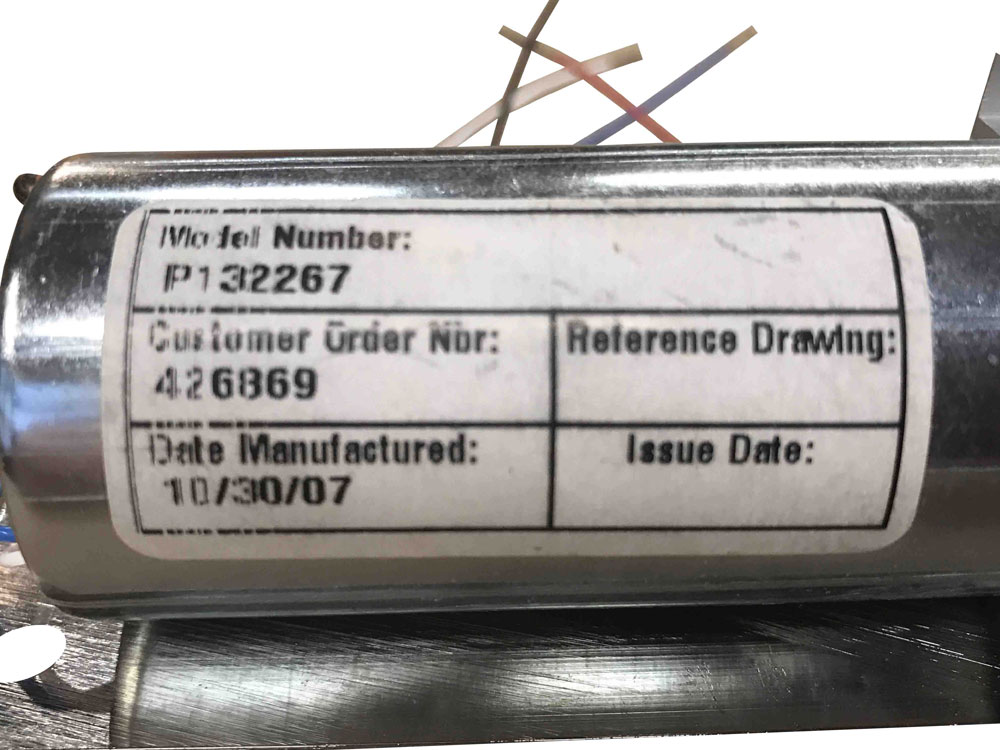 Model Number:
P132267
Customer Order Nbr:
426869
Reference Drawing:
Date Manufactured:
10/30/07
Issue Date: